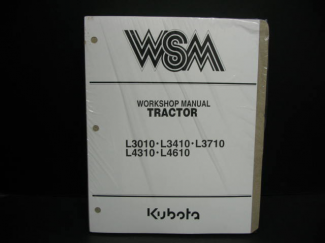 WSM
WORKSHOP MANUAL
TRACTOR
L3010・L3410・L3710
L4310・L4610
Kubota